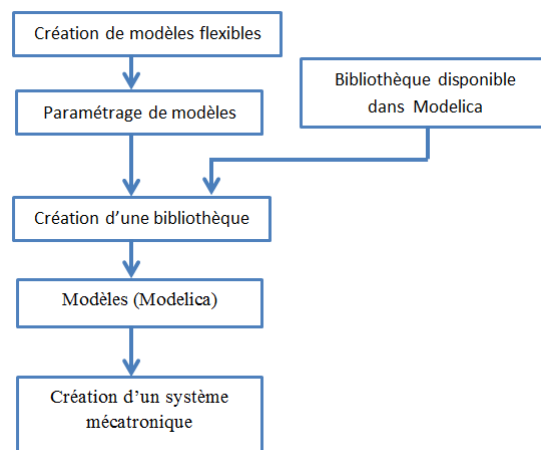 Création de modèles flexibles
Bibliothèque disponible
dans Modelica
Paramétrage de modèles
Création d'une bibliothèque
Modèles (Modelica)
Création d'un système
mécatronique